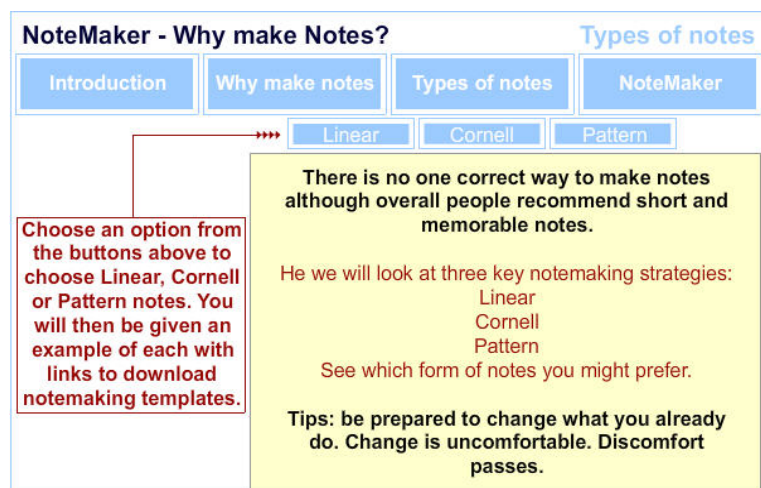 NoteMaker - Why make Notes?
Types of notes
Introduction
Why make notes
Types of notes
NoteMaker
Linear
Cornell
Pattern
Choose an option from
the buttons above to
choose Linear, Cornell
or Pattern notes. You
will then be given an
example of each with
links to download
notemaking templates.
There is no one correct way to make notes
although overall people recommend short and
memorable notes.
He we will look at three key notemaking strategies:
Linear
Cornell
Pattern
See which form of notes you might prefer.
Tips: be prepared to change what you already
do. Change is uncomfortable. Discomfort
passes.